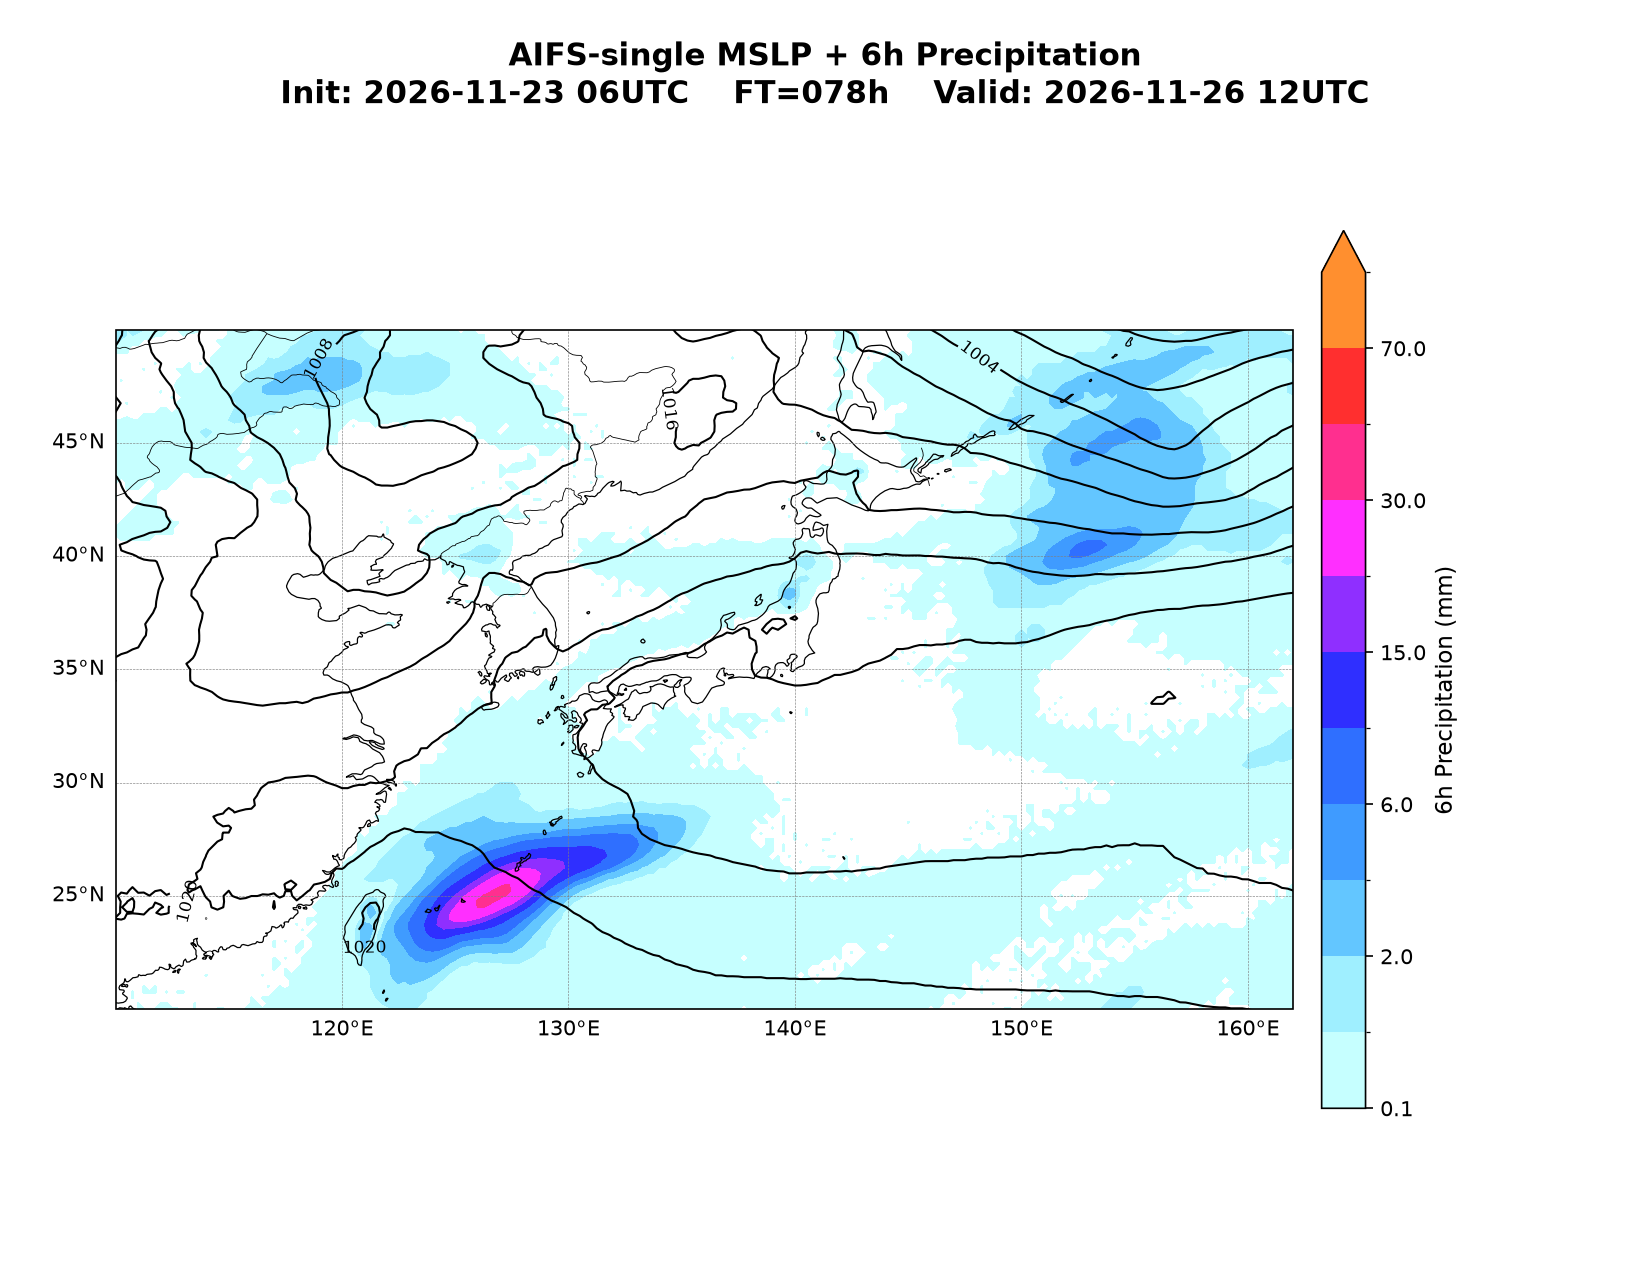 AIFS-single MSLP + 6h Precipitation
Init: 2026-11-23 06UTC    FT=078h    Valid: 2026-11-26 12UTC
1008
1004
1016
1020
1020
45°N
40°N
35°N
30°N
25°N
120°E
130°E
140°E
150°E
160°E
70.0
30.0
15.0
6.0
2.0
0.1
6h Precipitation (mm)